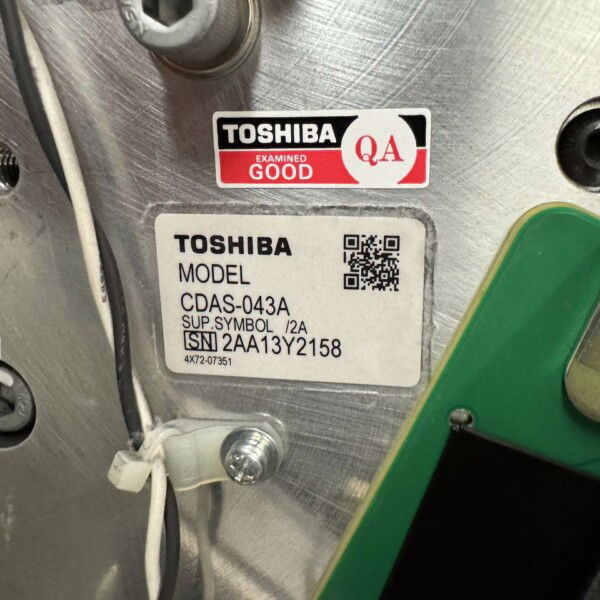 TOSHIBA
EXAMINED
GOOD
QA
TOSHIBA
MODEL
CDAS-043A
SUP.SYMBOL /2A
SN 2AA13Y2158
4X72-07351